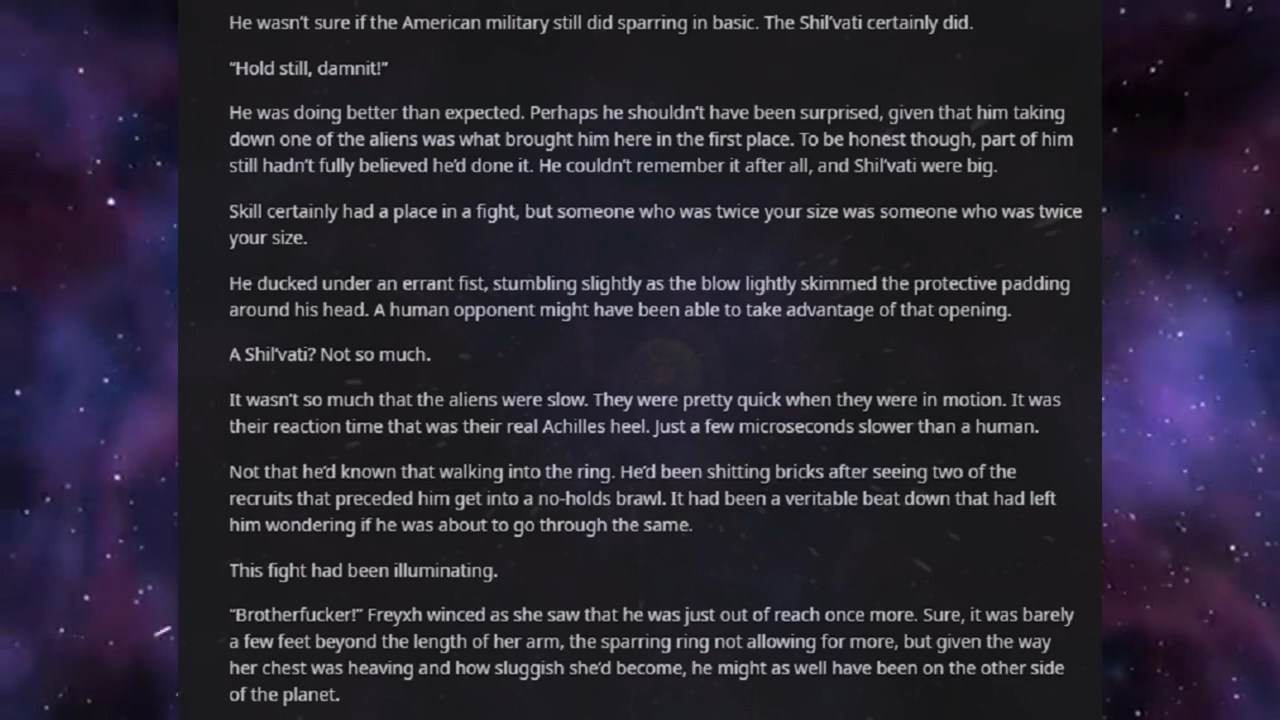 He wasn’t sure if the American military still did sparring in basic. The Shil’vati certainly did.
“Hold still, damnit!”
He was doing better than expected. Perhaps he shouldn’t have been surprised, given that him taking
down one of the aliens was what brought him here in the first place. To be honest though, part of him
still hadn’t fully believed he’d done it. He couldn’t remember it after all, and Shil’vati were big.
Skill certainly had a place in a fight, but someone who was twice your size was someone who was twice
your size.
He ducked under an errant fist, stumbling slightly as the blow lightly skimmed the protective padding
around his head. A human opponent might have been able to take advantage of that opening.
A Shil’vati? Not so much.
It wasn’t so much that the aliens were slow. They were pretty quick when they were in motion. It was
their reaction time that was their real Achilles heel. Just a few microseconds slower than a human.
Not that he’d known that walking into the ring. He’d been shitting bricks after seeing two of the
recruits that preceded him get into a no-holds brawl. It had been a veritable beat down that had left
him wondering if he was about to go through the same.
This fight had been illuminating.
“Brotherfucker!” Freyxh winced as she saw that he was just out of reach once more. Sure, it was barely
a few feet beyond the length of her arm, the sparring ring not allowing for more, but given the way
her chest was heaving and how sluggish she’d become, he might as well have been on the other side
of the planet.